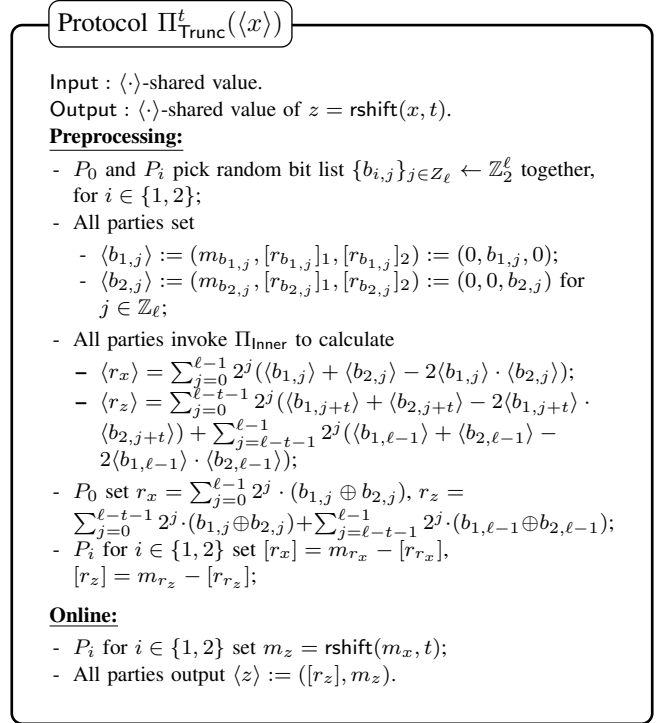 Protocol Π^t_Trunc(⟨x⟩)
Input : ⟨·⟩-shared value.
Output : ⟨·⟩-shared value of z = rshift(x, t).
Preprocessing:
- P_0 and P_i pick random bit list {b_{i,j}}_{j∈Z_ℓ} ← ℤ_2^ℓ together,
for i ∈ {1, 2};
- All parties set
- ⟨b_{1,j}⟩ := (m_{b_{1,j}}, [r_{b_{1,j}}]_1, [r_{b_{1,j}}]_2) := (0, b_{1,j}, 0);
- ⟨b_{2,j}⟩ := (m_{b_{2,j}}, [r_{b_{2,j}}]_1, [r_{b_{2,j}}]_2) := (0, 0, b_{2,j}) for
j ∈ ℤ_ℓ;
- All parties invoke Π_Inner to calculate
– ⟨r_x⟩ = ∑_{j=0}^{ℓ−1} 2^j(⟨b_{1,j}⟩ + ⟨b_{2,j}⟩ − 2⟨b_{1,j}⟩ · ⟨b_{2,j}⟩);
– ⟨r_z⟩ = ∑_{j=0}^{ℓ−t−1} 2^j(⟨b_{1,j+t}⟩ + ⟨b_{2,j+t}⟩ − 2⟨b_{1,j+t}⟩ ·
⟨b_{2,j+t}⟩) + ∑_{j=ℓ−t−1}^{ℓ−1} 2^j(⟨b_{1,ℓ−1}⟩ + ⟨b_{2,ℓ−1}⟩ −
2⟨b_{1,ℓ−1}⟩ · ⟨b_{2,ℓ−1}⟩);
- P_0 set r_x = ∑_{j=0}^{ℓ−1} 2^j · (b_{1,j} ⊕ b_{2,j}), r_z =
∑_{j=0}^{ℓ−t−1} 2^j·(b_{1,j}⊕b_{2,j})+∑_{j=ℓ−t−1}^{ℓ−1} 2^j·(b_{1,ℓ−1}⊕b_{2,ℓ−1});
- P_i for i ∈ {1, 2} set [r_x] = m_{r_x} − [r_{r_x}],
[r_z] = m_{r_z} − [r_{r_z}];
Online:
- P_i for i ∈ {1, 2} set m_z = rshift(m_x, t);
- All parties output ⟨z⟩ := ([r_z], m_z).